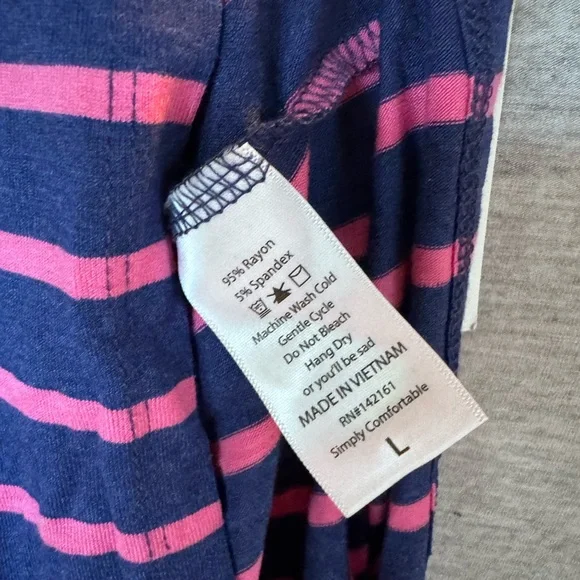 95% Rayon
5% Spandex
Machine Wash Cold
Gentle Cycle
Do Not Bleach
Hang Dry
or you'll be sad
MADE IN VIETNAM
RN#142161
Simply Comfortable
L